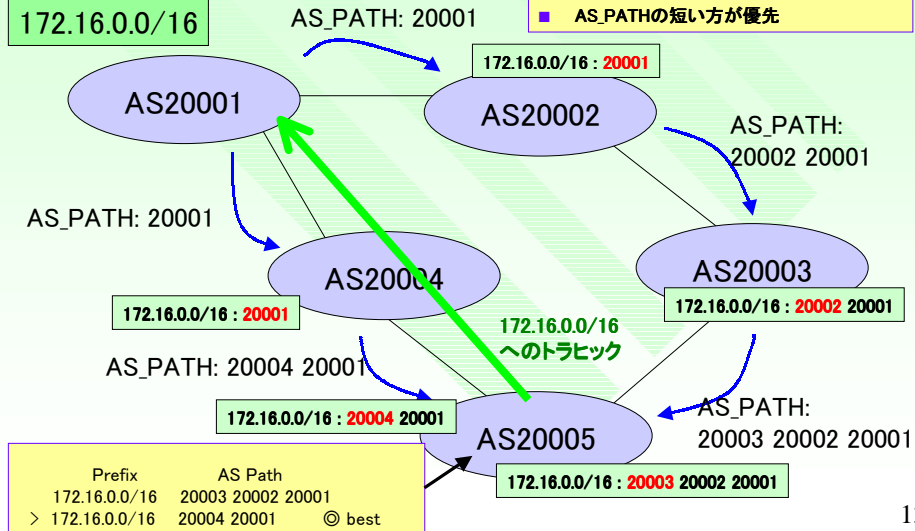 172.16.0.0/16
AS_PATH: 20001
■ AS_PATHの短い方が優先
172.16.0.0/16 : 20001
AS20001
AS20002
AS_PATH:
20002 20001
AS_PATH: 20001
AS20004
AS20003
172.16.0.0/16 : 20001
172.16.0.0/16 : 20002 20001
172.16.0.0/16
へのトラヒック
AS_PATH: 20004 20001
172.16.0.0/16 : 20004 20001
AS_PATH:
20003 20002 20001
AS20005
172.16.0.0/16 : 20003 20002 20001
Prefix AS Path
172.16.0.0/16 20003 20002 20001
> 172.16.0.0/16 20004 20001 ◎ best